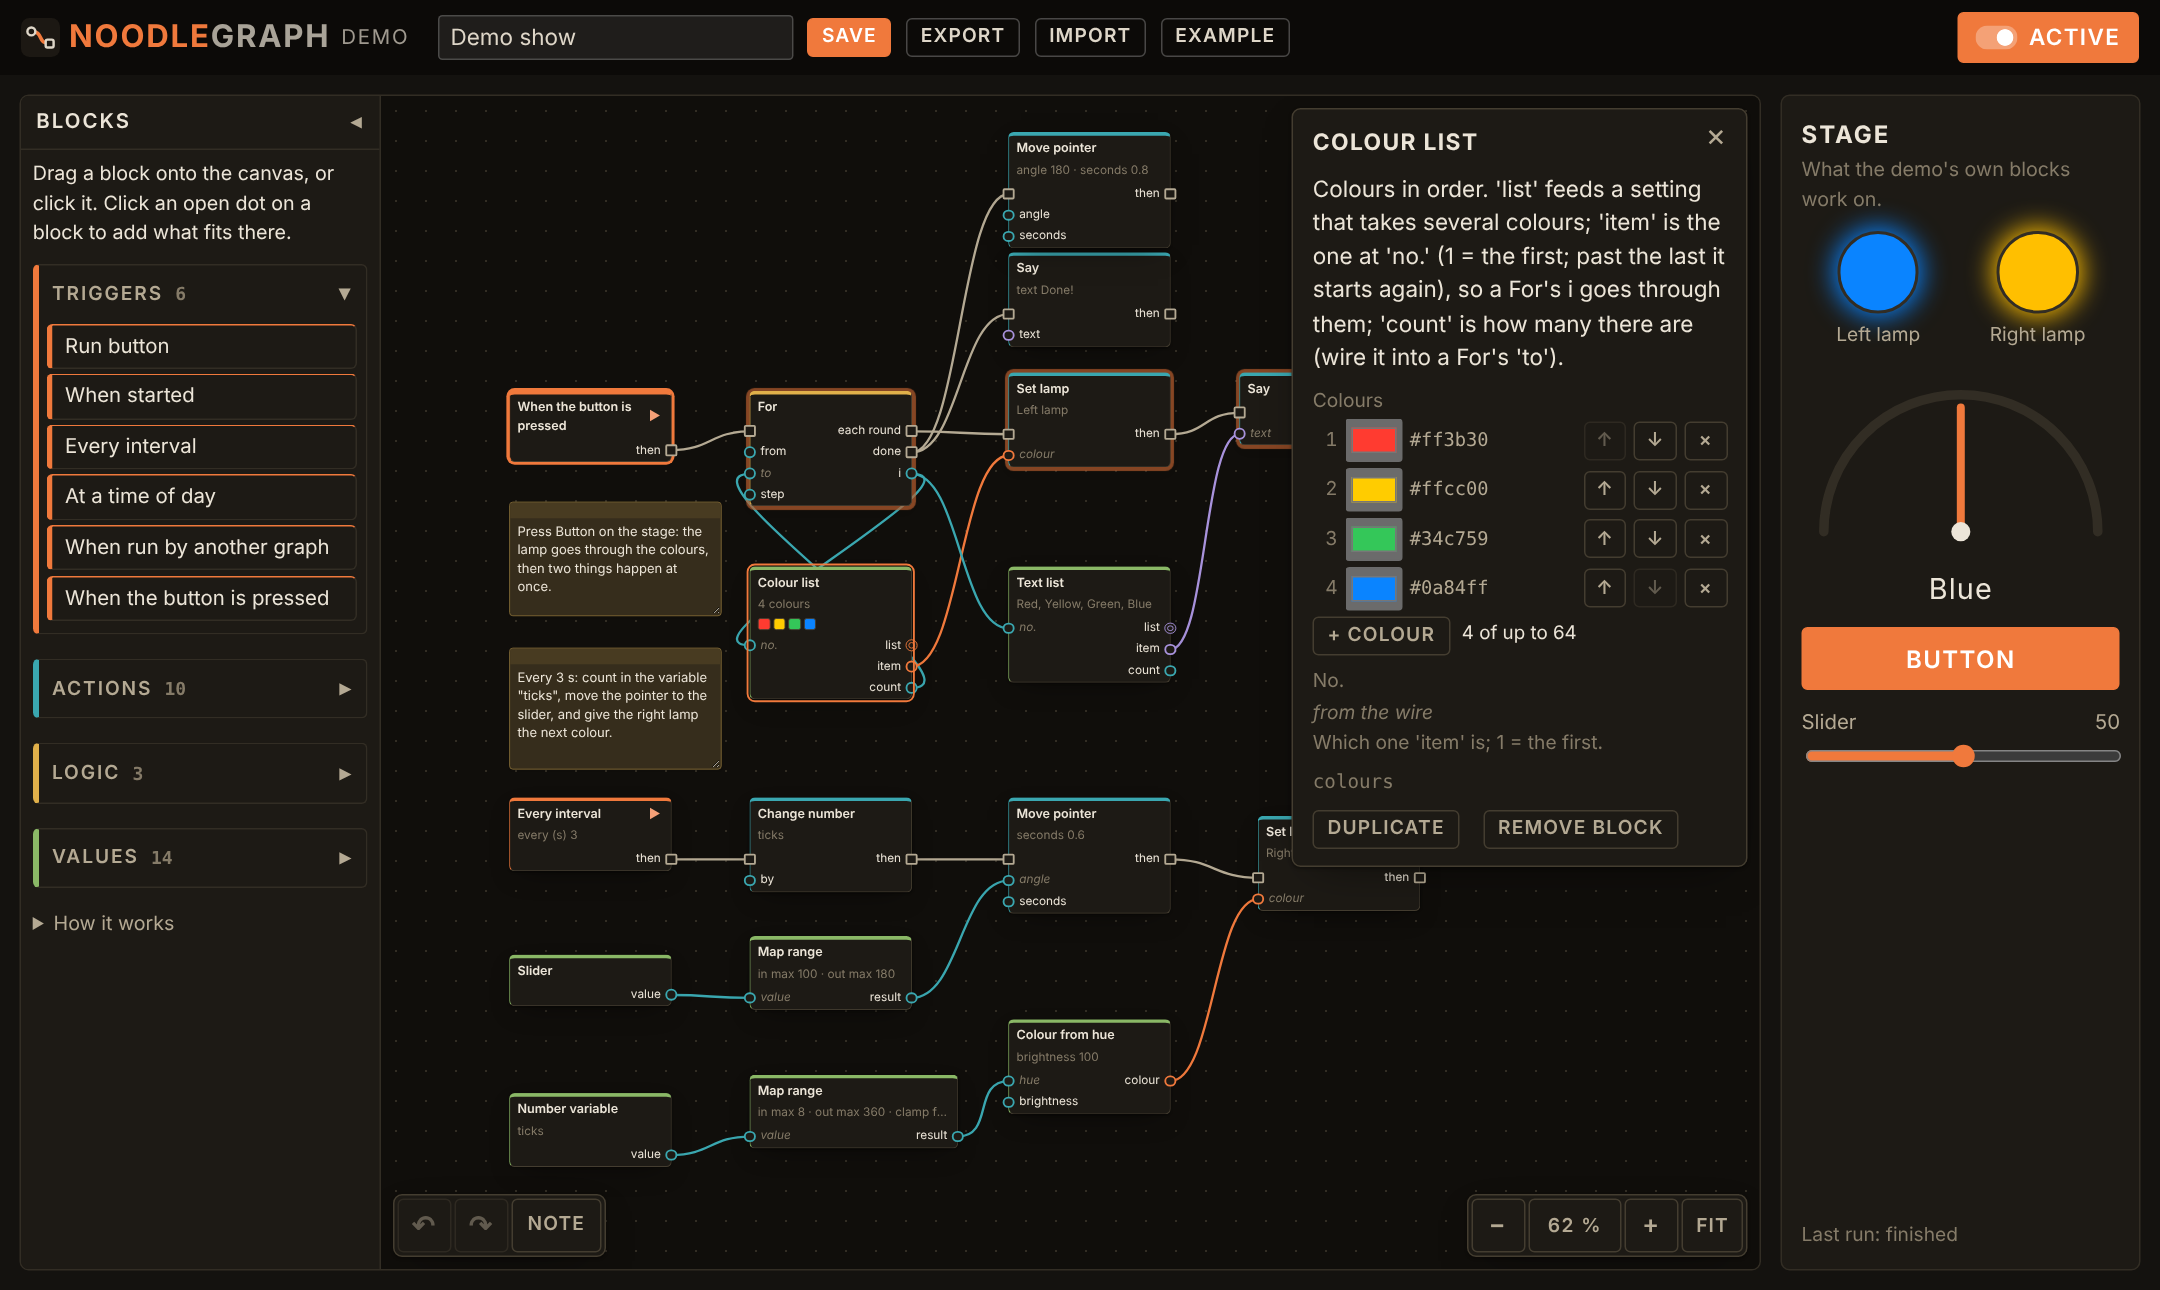 NOODLEGRAPH DEMO
Demo show
SAVE
EXPORT
IMPORT
EXAMPLE
ACTIVE
BLOCKS
Drag a block onto the canvas, or
click it. Click an open dot on a
block to add what fits there.
TRIGGERS 6
Run button
When started
Every interval
At a time of day
When run by another graph
When the button is pressed
ACTIONS 10
LOGIC 3
VALUES 14
How it works
Move pointer
angle 180 · seconds 0.8
then
angle
seconds
Say
text Done!
then
text
When the button is
pressed
then
For
each round
from
done
to
i
step
Set lamp
Left lamp
then
colour
Say
text
Press Button on the stage: the
lamp goes through the colours,
then two things happen at
once.
Colour list
4 colours
no.
list
item
count
Text list
Red, Yellow, Green, Blue
no.
list
item
count
Every 3 s: count in the variable
"ticks", move the pointer to the
slider, and give the right lamp
the next colour.
Every interval
every (s) 3
then
Change number
ticks
then
by
Move pointer
seconds 0.6
then
angle
seconds
Set
Righ
then
colour
Slider
value
Map range
in max 100 · out max 180
value
result
Colour from hue
brightness 100
hue
colour
brightness
Number variable
ticks
value
Map range
in max 8 · out max 360 · clamp f...
value
result
NOTE
62 %
FIT
COLOUR LIST
Colours in order. 'list' feeds a setting
that takes several colours; 'item' is the
one at 'no.' (1 = the first; past the last it
starts again), so a For's i goes through
them; 'count' is how many there are
(wire it into a For's 'to').
Colours
1 #ff3b30
2 #ffcc00
3 #34c759
4 #0a84ff
+ COLOUR 4 of up to 64
No.
from the wire
Which one 'item' is; 1 = the first.
colours
DUPLICATE
REMOVE BLOCK
STAGE
What the demo's own blocks
work on.
Left lamp
Right lamp
Blue
BUTTON
Slider 50
Last run: finished